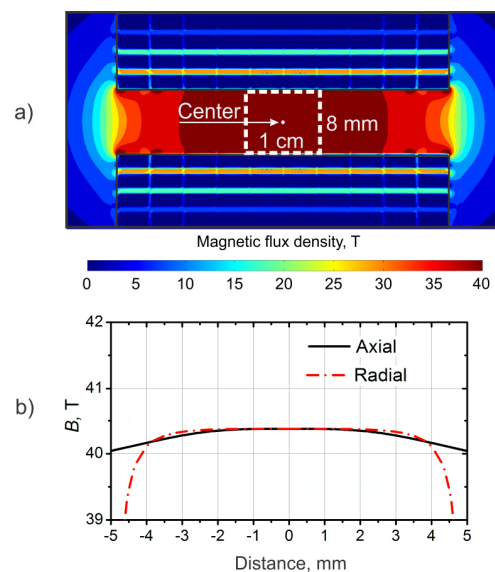 a)
Center
1 cm
8 mm
Magnetic flux density, T
0 5 10 15 20 25 30 35 40
b)
B, T
42
41
40
39
Axial
Radial
-5 -4 -3 -2 -1 0 1 2 3 4 5
Distance, mm